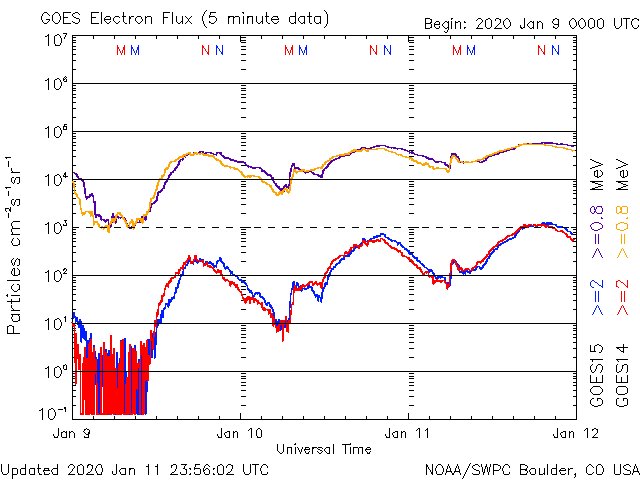 GOES Electron Flux (5 minute data)
Begin: 2020 Jan 9 0000 UTC
10⁷
M M N N M M N N M M N N
10⁶
10⁵
10⁴
10³
10²
10¹
10⁰
10⁻¹
Particles cm⁻²s⁻¹sr⁻¹
Jan 9 Jan 10 Jan 11 Jan 12
Universal Time
GOES15 >=2 >=0.8 MeV
GOES14 >=2 >=0.8 MeV
Updated 2020 Jan 11 23:56:02 UTC
NOAA/SWPC Boulder, CO USA